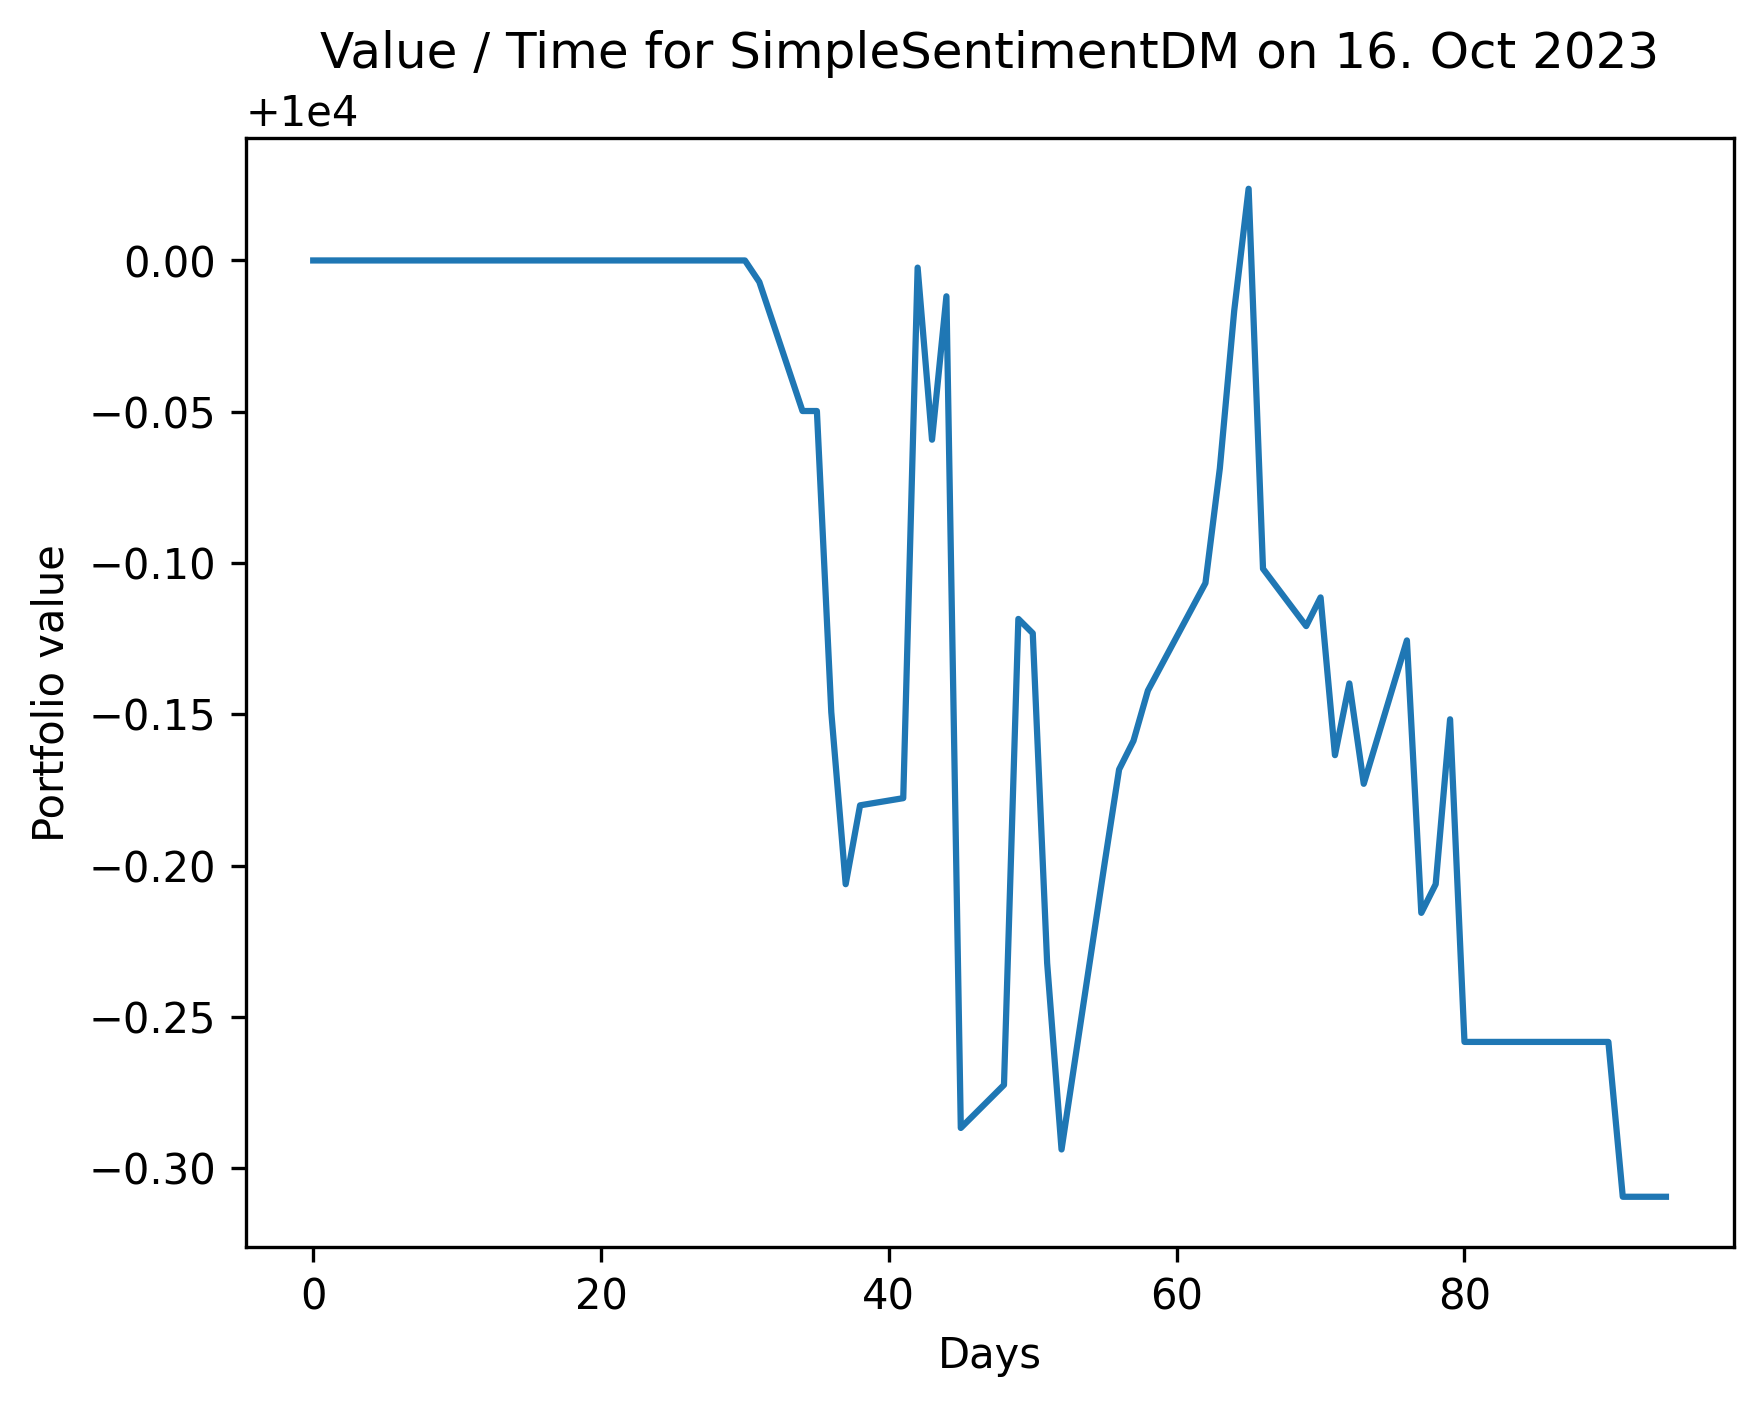 Value / Time for SimpleSentimentDM on 16. Oct 2023
+1e4
0.00
−0.05
−0.10
−0.15
−0.20
−0.25
−0.30
Portfolio value
0 20 40 60 80
Days